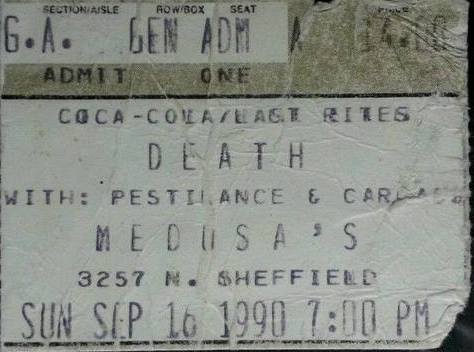 SECTION/AISLE ROW/BOX SEAT PRICE
G.A. GEN ADM A
ADMIT ONE
COCA-COLA/LAST RITES
DEATH
WITH: PESTILANCE &
MEDUSA'S
3257 N. SHEFFIELD
SUN SEP 16 1990 7:00 PM